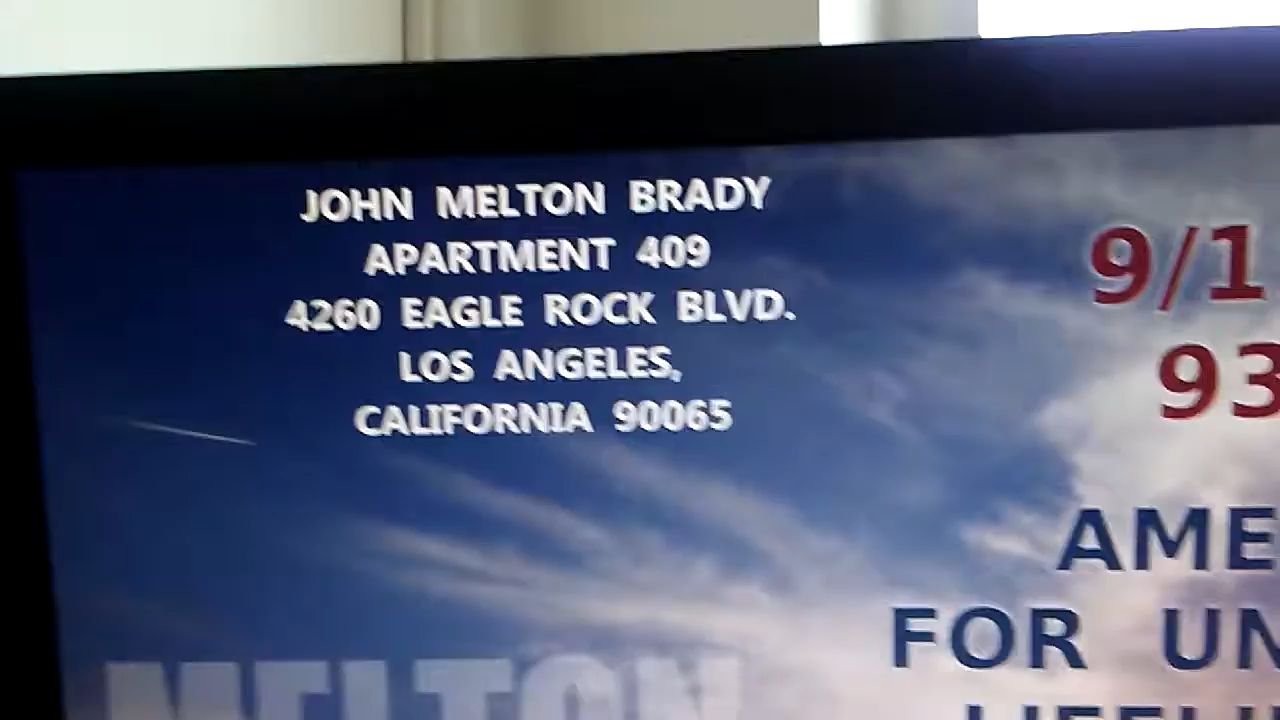 JOHN MELTON BRADY
APARTMENT 409
4260 EAGLE ROCK BLVD.
LOS ANGELES,
CALIFORNIA 90065
9/1
93
AME
FOR UN
MELTON